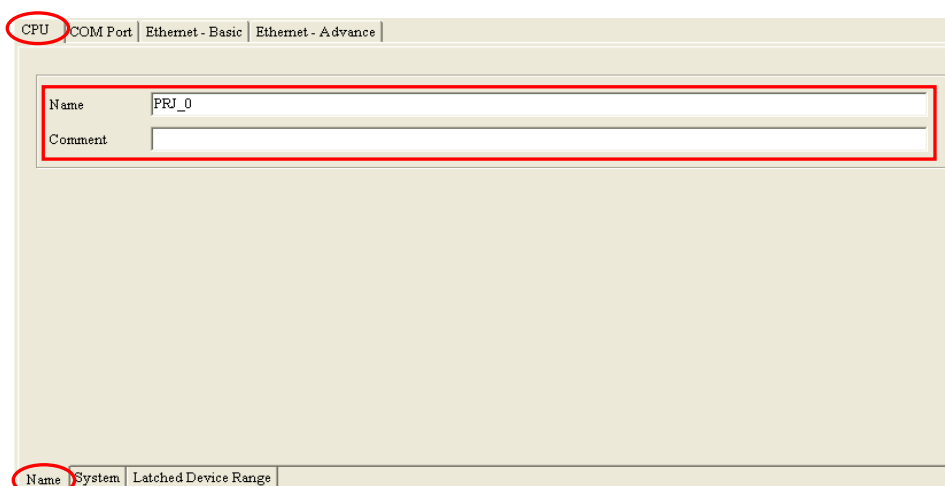 CPU COM Port Ethernet - Basic Ethernet - Advance
Name PRJ_0
Comment
Name System Latched Device Range